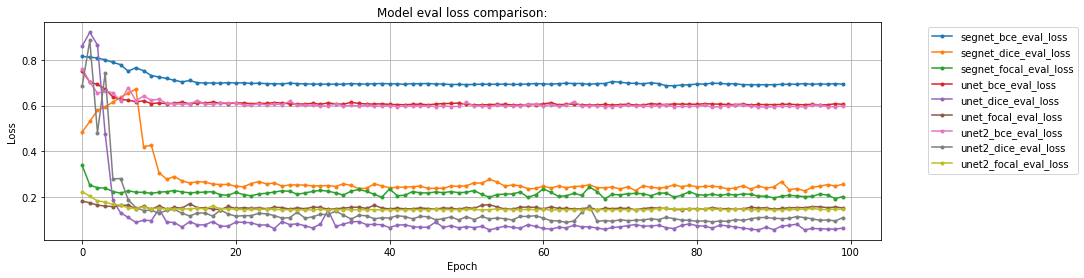 Model eval loss comparison:
Loss
0.8
0.6
0.4
0.2
0 20 40 60 80 100
Epoch
segnet_bce_eval_loss
segnet_dice_eval_loss
segnet_focal_eval_loss
unet_bce_eval_loss
unet_dice_eval_loss
unet_focal_eval_loss
unet2_bce_eval_loss
unet2_dice_eval_loss
unet2_focal_eval_loss